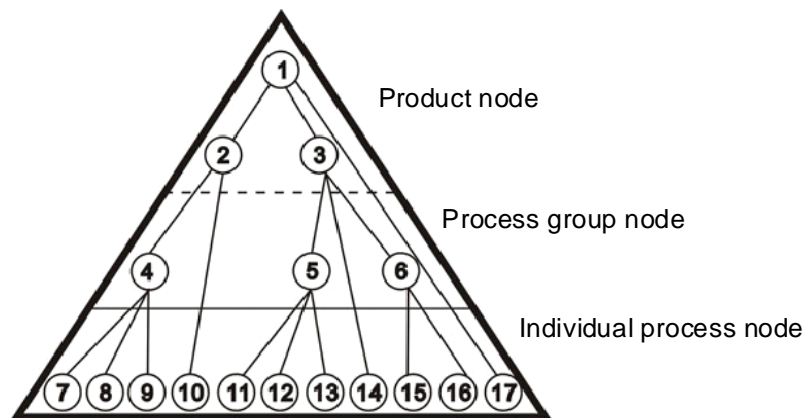 1
Product node
2 3
Process group node
4 5 6
Individual process node
7 8 9 10 11 12 13 14 15 16 17